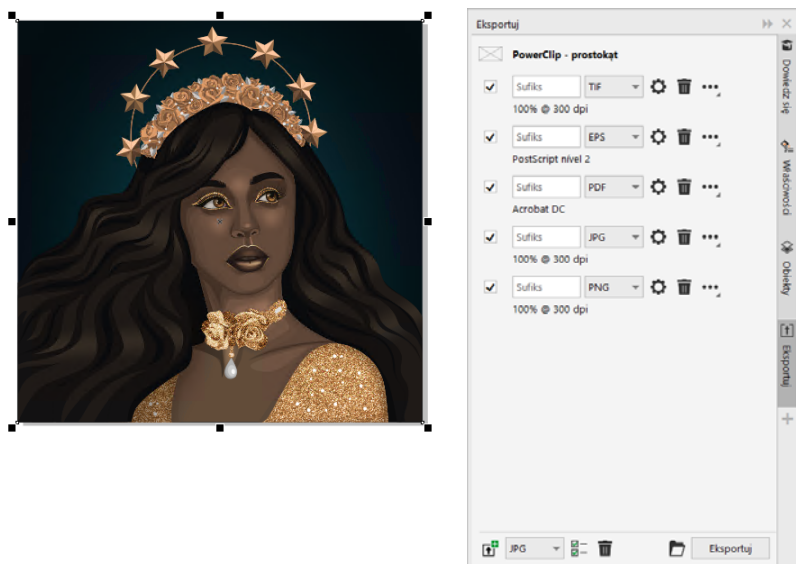 Eksportuj
PowerClip - prostokąt
Sufiks TIF
100% @ 300 dpi
Sufiks EPS
PostScript nível 2
Sufiks PDF
Acrobat DC
Sufiks JPG
100% @ 300 dpi
Sufiks PNG
100% @ 300 dpi
JPG Eksportuj
Dowiedz się
Właściwości
Obiekty
Eksportuj